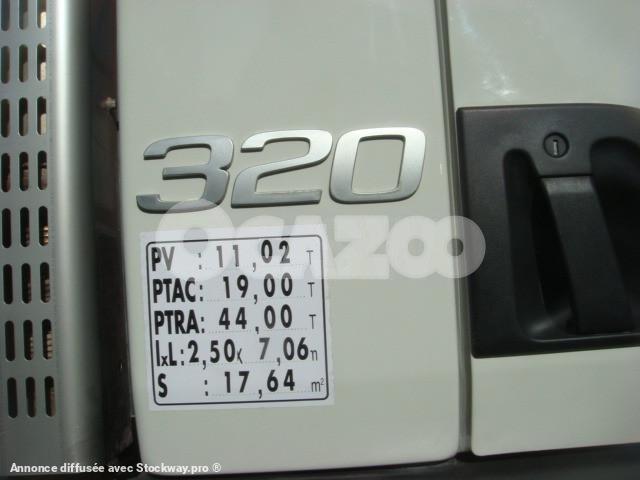 320
OCAZOO
PV : 11,02 T
PTAC: 19,00 T
PTRA: 44,00 T
lxL: 2,50x 7,06m
S : 17,64 m²
Annonce diffusée avec Stockway.pro ®